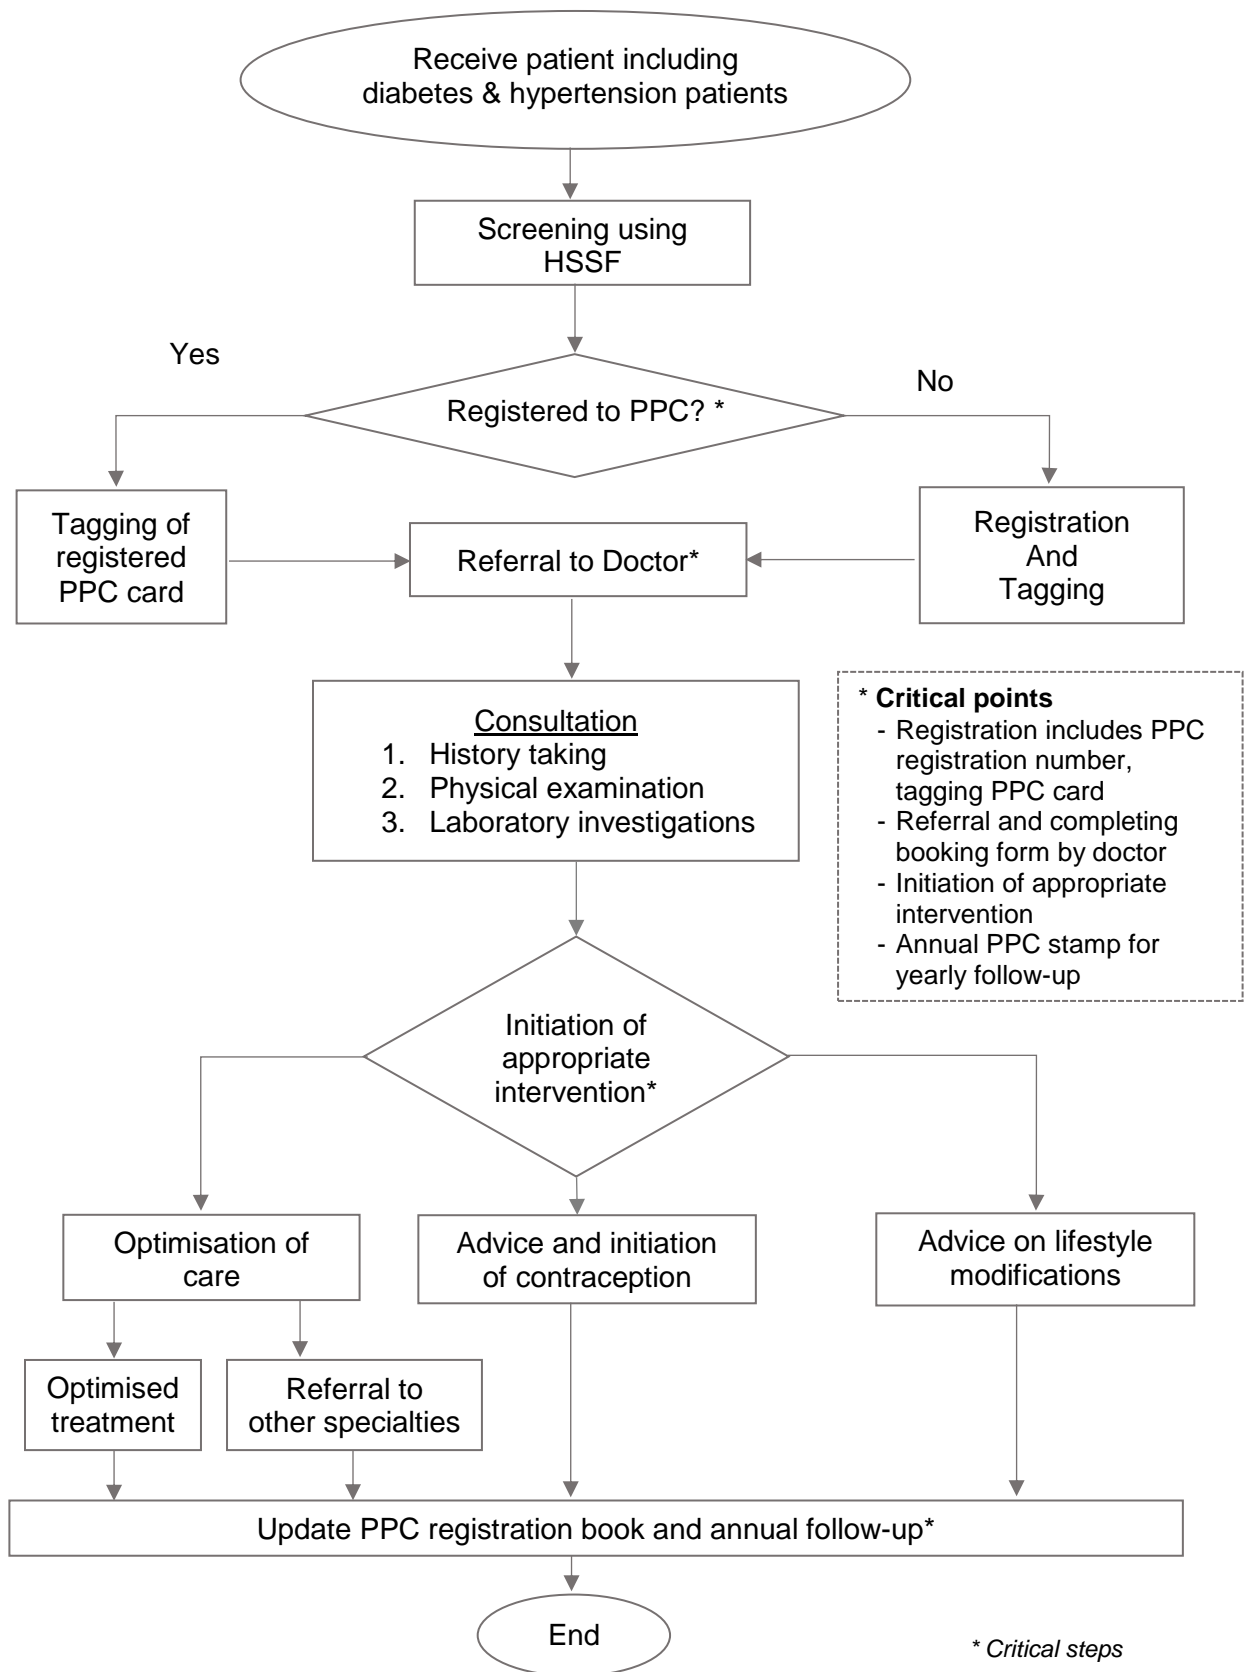 Receive patient including
diabetes & hypertension patients
Screening using
HSSF
Yes
No
Registered to PPC? *
Tagging of
registered
PPC card
Referral to Doctor*
Registration
And
Tagging
Consultation
1. History taking
2. Physical examination
3. Laboratory investigations
* Critical points
- Registration includes PPC
registration number,
tagging PPC card
- Referral and completing
booking form by doctor
- Initiation of appropriate
intervention
- Annual PPC stamp for
yearly follow-up
Initiation of
appropriate
intervention*
Optimisation of
care
Advice and initiation
of contraception
Advice on lifestyle
modifications
Optimised
treatment
Referral to
other specialties
Update PPC registration book and annual follow-up*
End
* Critical steps